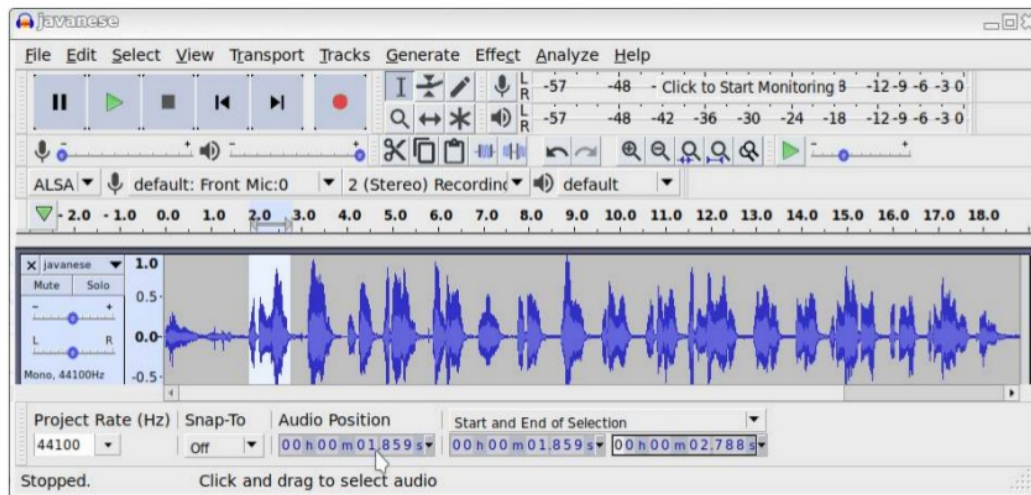 javanese
File Edit Select View Transport Tracks Generate Effect Analyze Help
L R -57 -48 - Click to Start Monitoring 8 -12 -9 -6 -3 0
L R -57 -48 -42 -36 -30 -24 -18 -12 -9 -6 -3 0
ALSA default: Front Mic:0 2 (Stereo) Recording default
- 2.0 - 1.0 0.0 1.0 2.0 3.0 4.0 5.0 6.0 7.0 8.0 9.0 10.0 11.0 12.0 13.0 14.0 15.0 16.0 17.0 18.0
X javanese 1.0
Mute Solo
- + 0.5
L R 0.0
Mono, 44100Hz -0.5
Project Rate (Hz) Snap-To Audio Position Start and End of Selection
44100 Off 00 h 00 m 01.859 s 00 h 00 m 01.859 s 00 h 00 m 02.788 s
Stopped. Click and drag to select audio